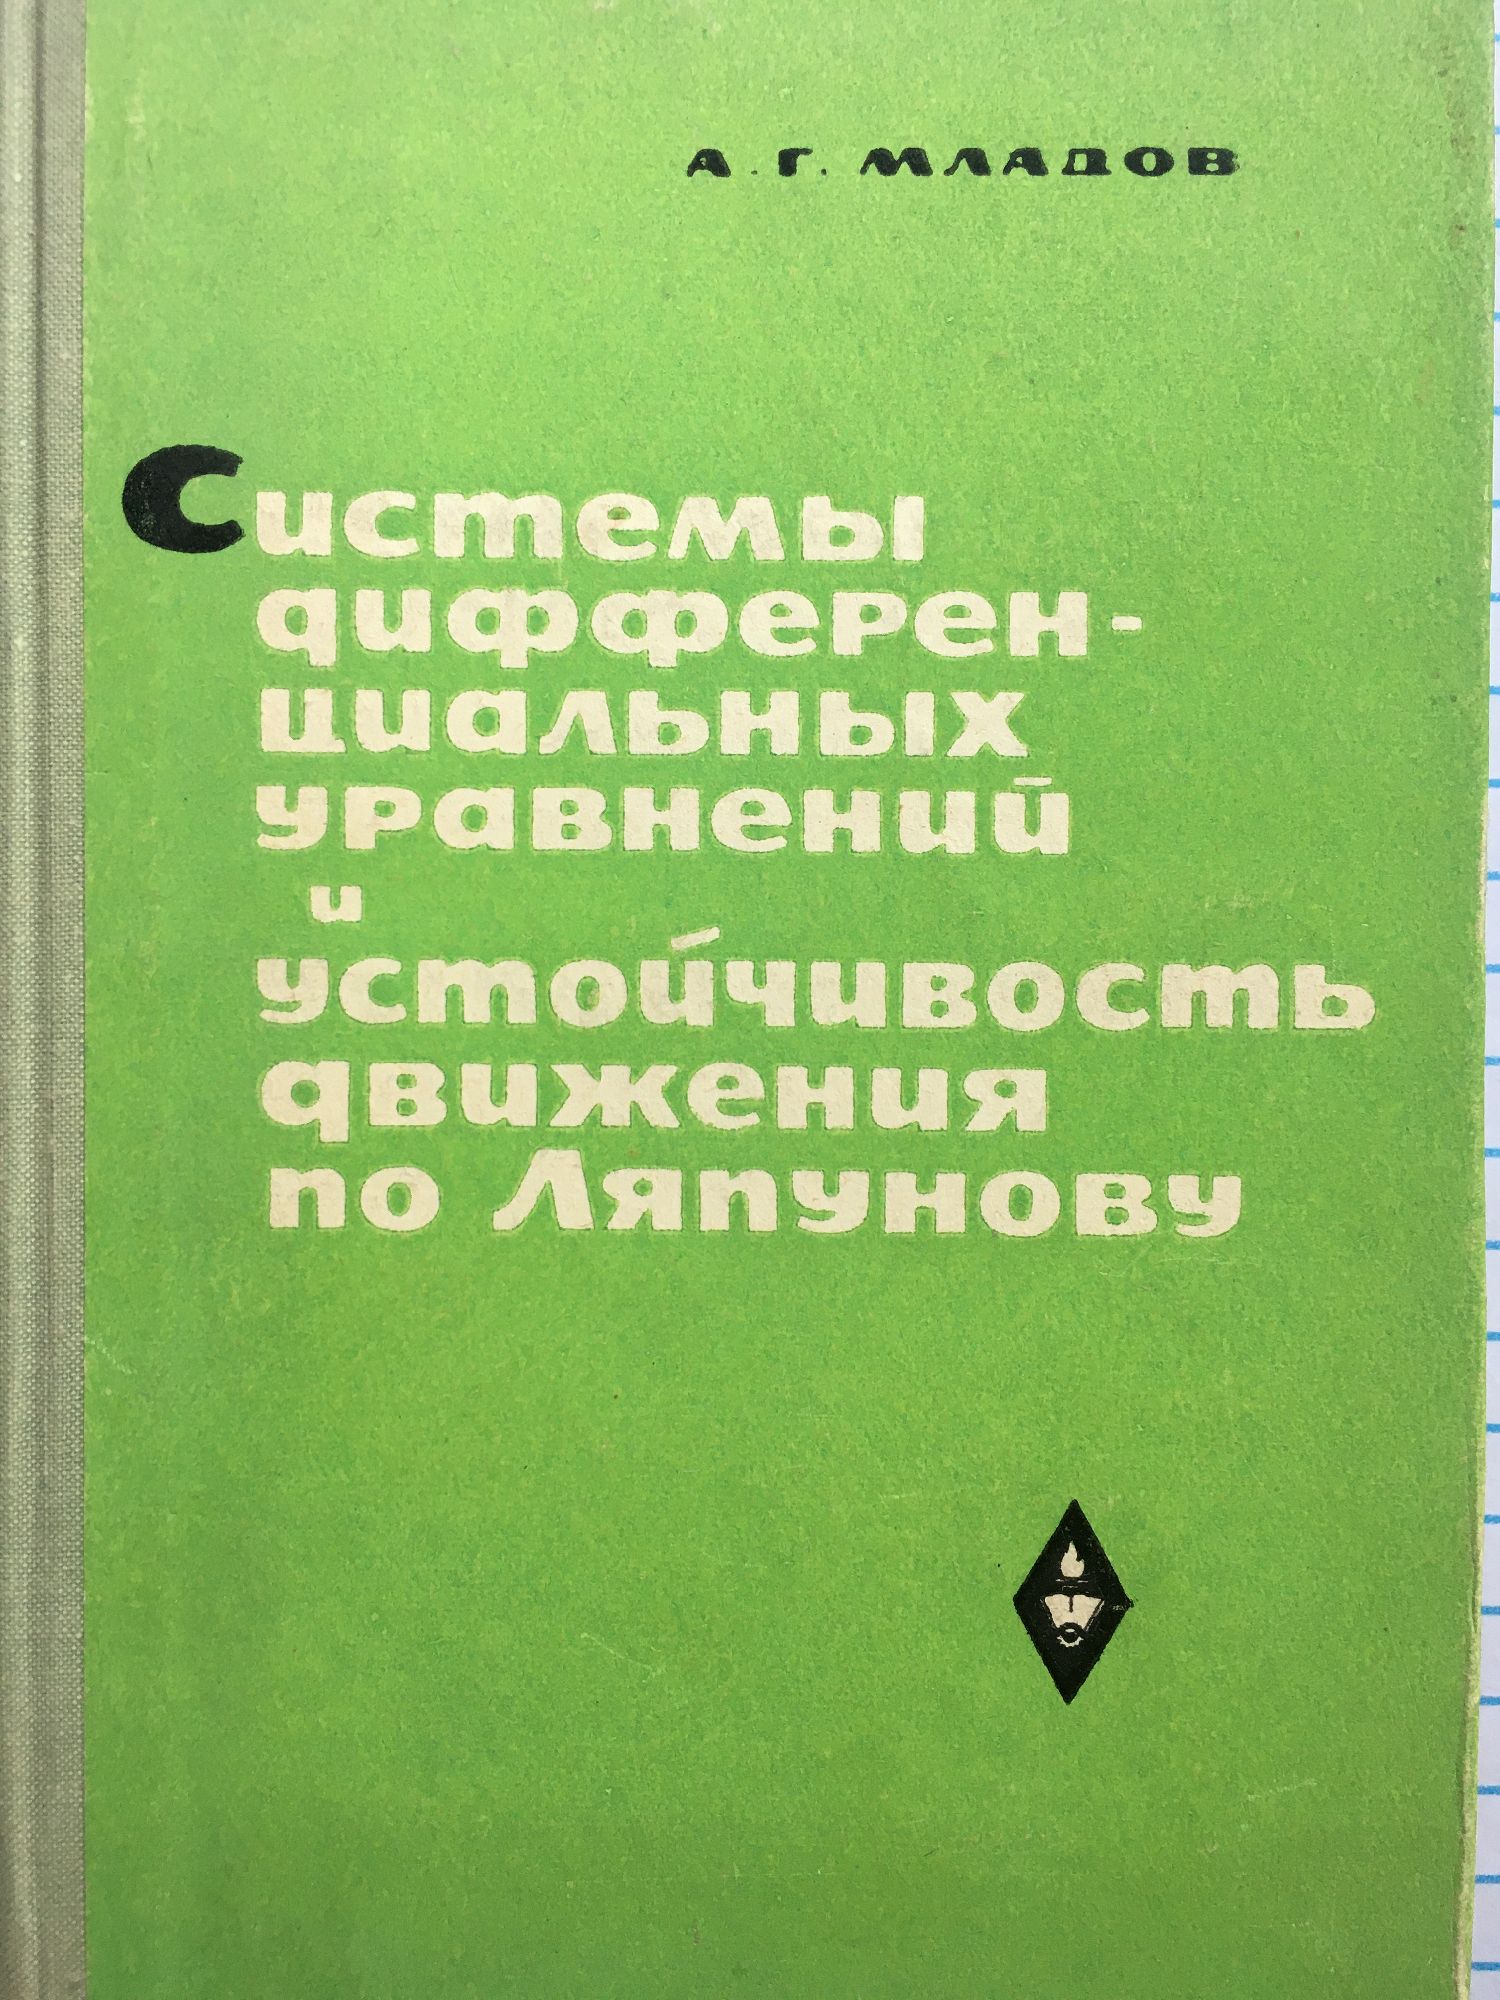 А. Г. МЛАДОВ
Системы
дифферен-
циальных
уравнений
и
устойчивость
движения
по Ляпунову